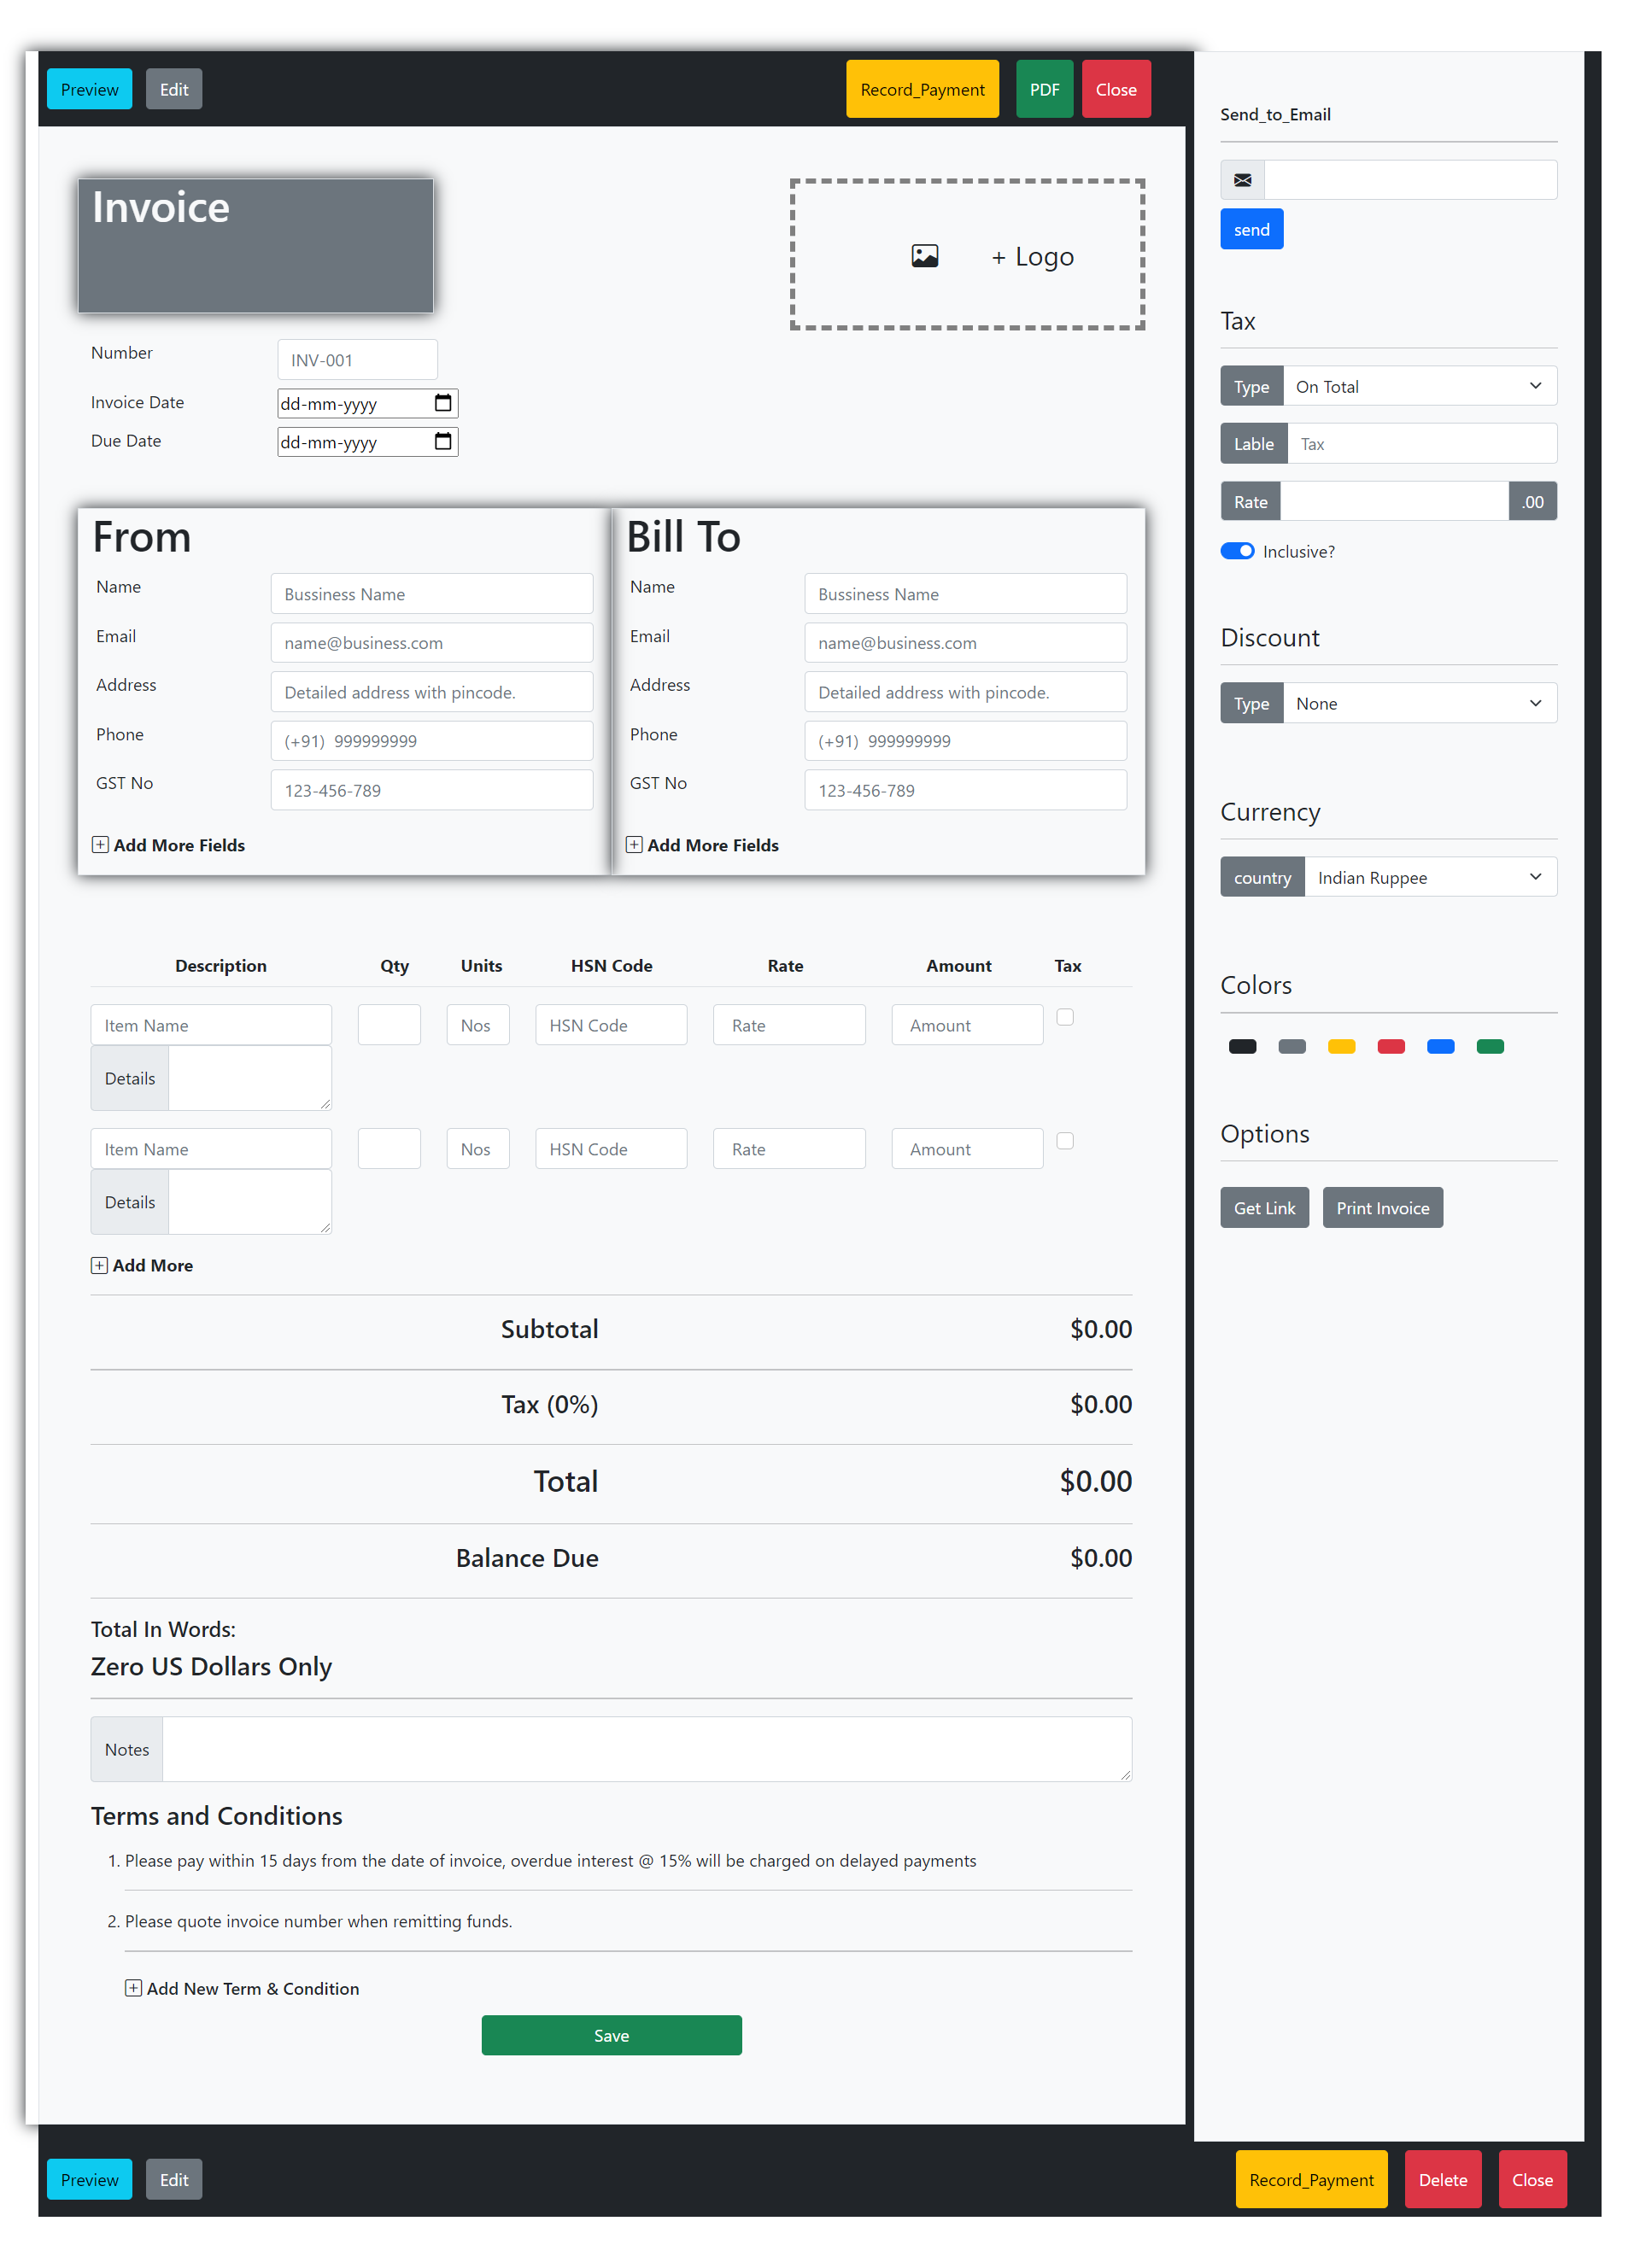 Preview Edit Record_Payment PDF Close
Invoice
+ Logo
Number INV-001
Invoice Date dd-mm-yyyy
Due Date dd-mm-yyyy
From
Name Bussiness Name
Email name@business.com
Address Detailed address with pincode.
Phone (+91) 999999999
GST No 123-456-789
Add More Fields
Bill To
Name Bussiness Name
Email name@business.com
Address Detailed address with pincode.
Phone (+91) 999999999
GST No 123-456-789
Add More Fields
Description Qty Units HSN Code Rate Amount Tax
Item Name Nos HSN Code Rate Amount
Details
Item Name Nos HSN Code Rate Amount
Details
Add More
Subtotal $0.00
Tax (0%) $0.00
Total $0.00
Balance Due $0.00
Total In Words:
Zero US Dollars Only
Notes
Terms and Conditions
1. Please pay within 15 days from the date of invoice, overdue interest @ 15% will be charged on delayed payments
2. Please quote invoice number when remitting funds.
Add New Term & Condition
Save
Send_to_Email
send
Tax
Type On Total
Lable Tax
Rate .00
Inclusive?
Discount
Type None
Currency
country Indian Ruppee
Colors
Options
Get Link Print Invoice
Preview Edit Record_Payment Delete Close